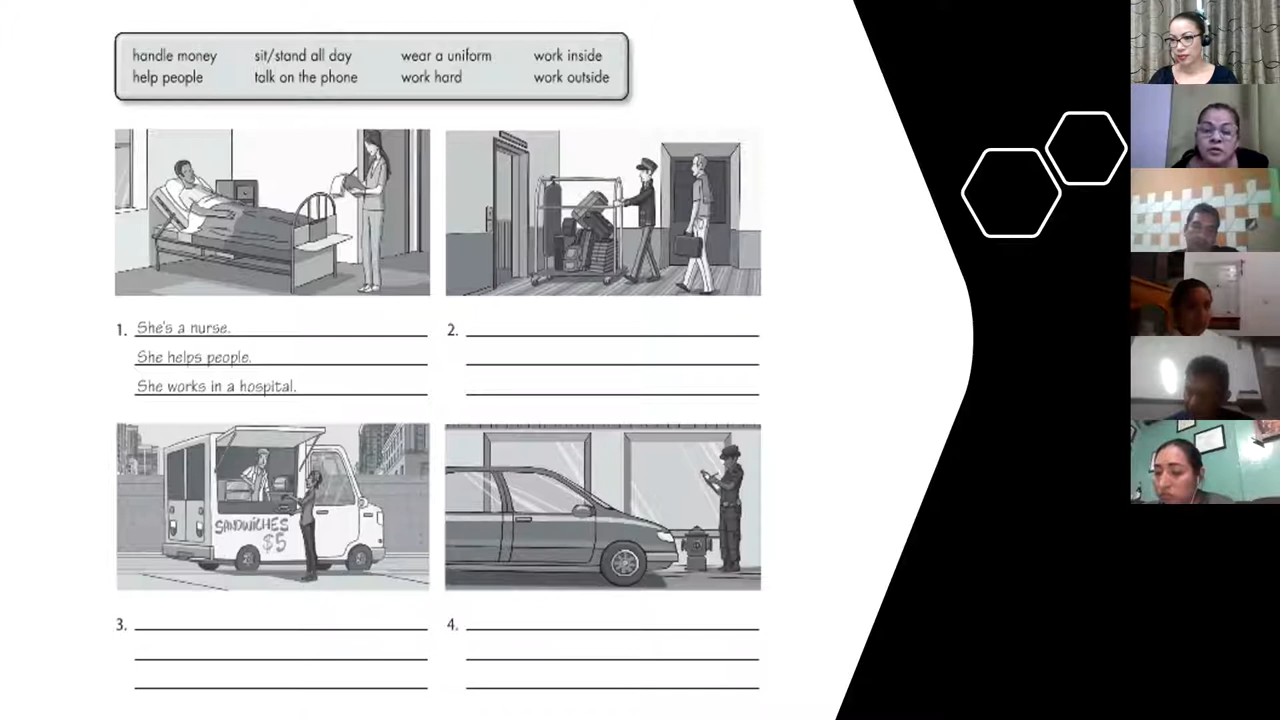 handle money sit/stand all day wear a uniform work inside
help people talk on the phone work hard work outside
1. She's a nurse.
She helps people.
She works in a hospital.
2.
SANDWICHES
$5
3.
4.